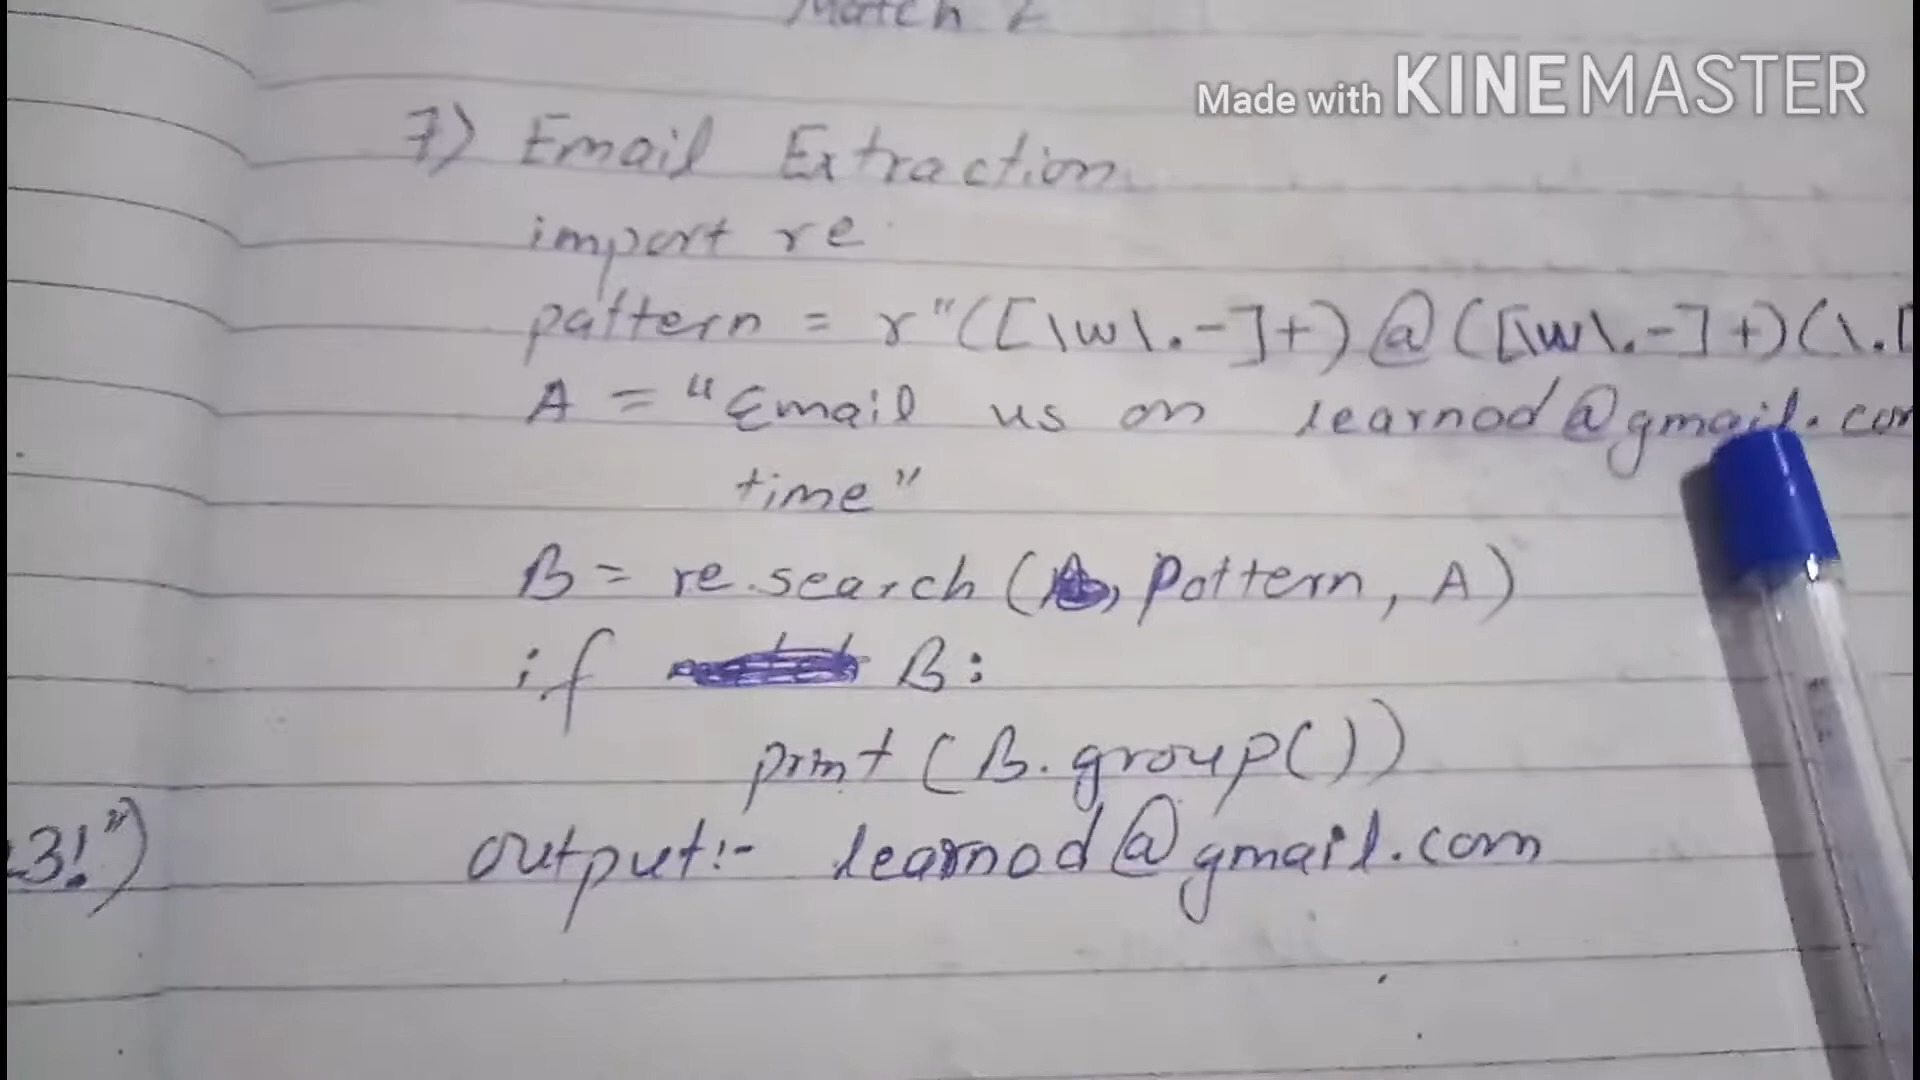 Match
Made with KINEMASTER
7) Email Extraction
import re
pattern = r"([\w\.-]+)@([\w\.-]+)(\.[
A = "Email us on learnod@gmail.com
time"
B = re.search( , pattern, A)
if B:
print (B.group())
3!")
output:- learnod@gmail.com